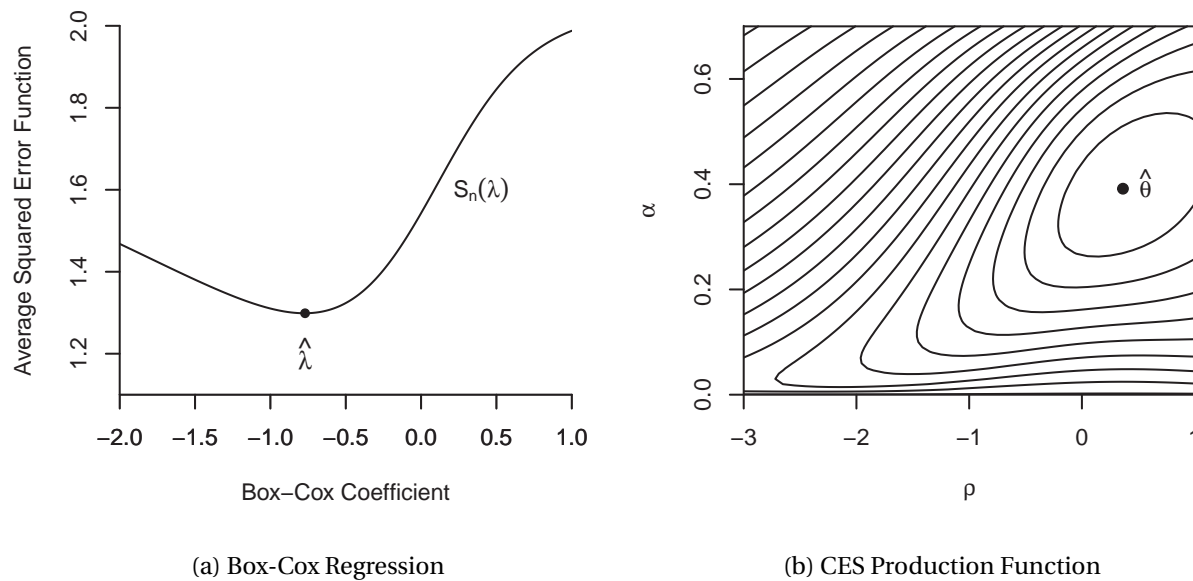 Average Squared Error Function
2.0
1.8
1.6
1.4
1.2
Sₙ(λ)
λ̂
−2.0 −1.5 −1.0 −0.5 0.0 0.5 1.0
Box−Cox Coefficient
(a) Box-Cox Regression
α
0.6
0.4
0.2
0.0
θ̂
−3 −2 −1 0 1
ρ
(b) CES Production Function